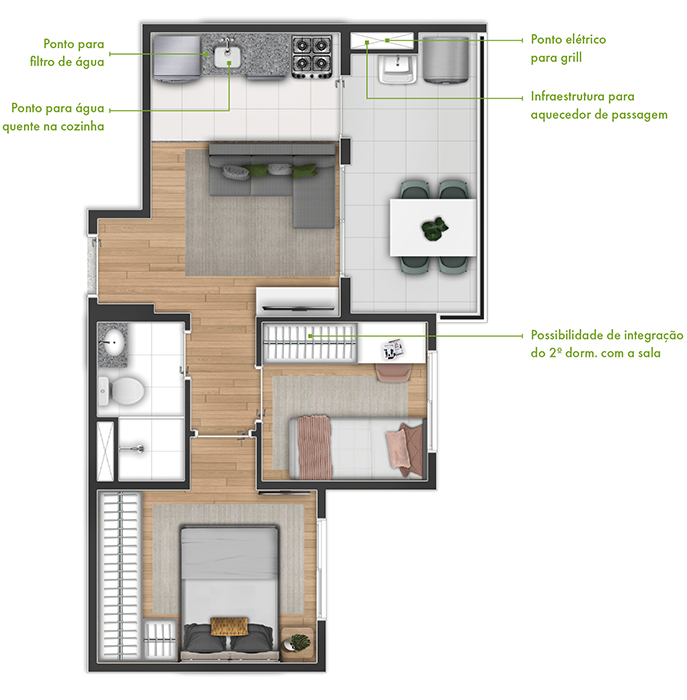 Ponto para
filtro de água
Ponto para água
quente na cozinha
Ponto elétrico
para grill
Infraestrutura para
aquecedor de passagem
Possibilidade de integração
do 2º dorm. com a sala